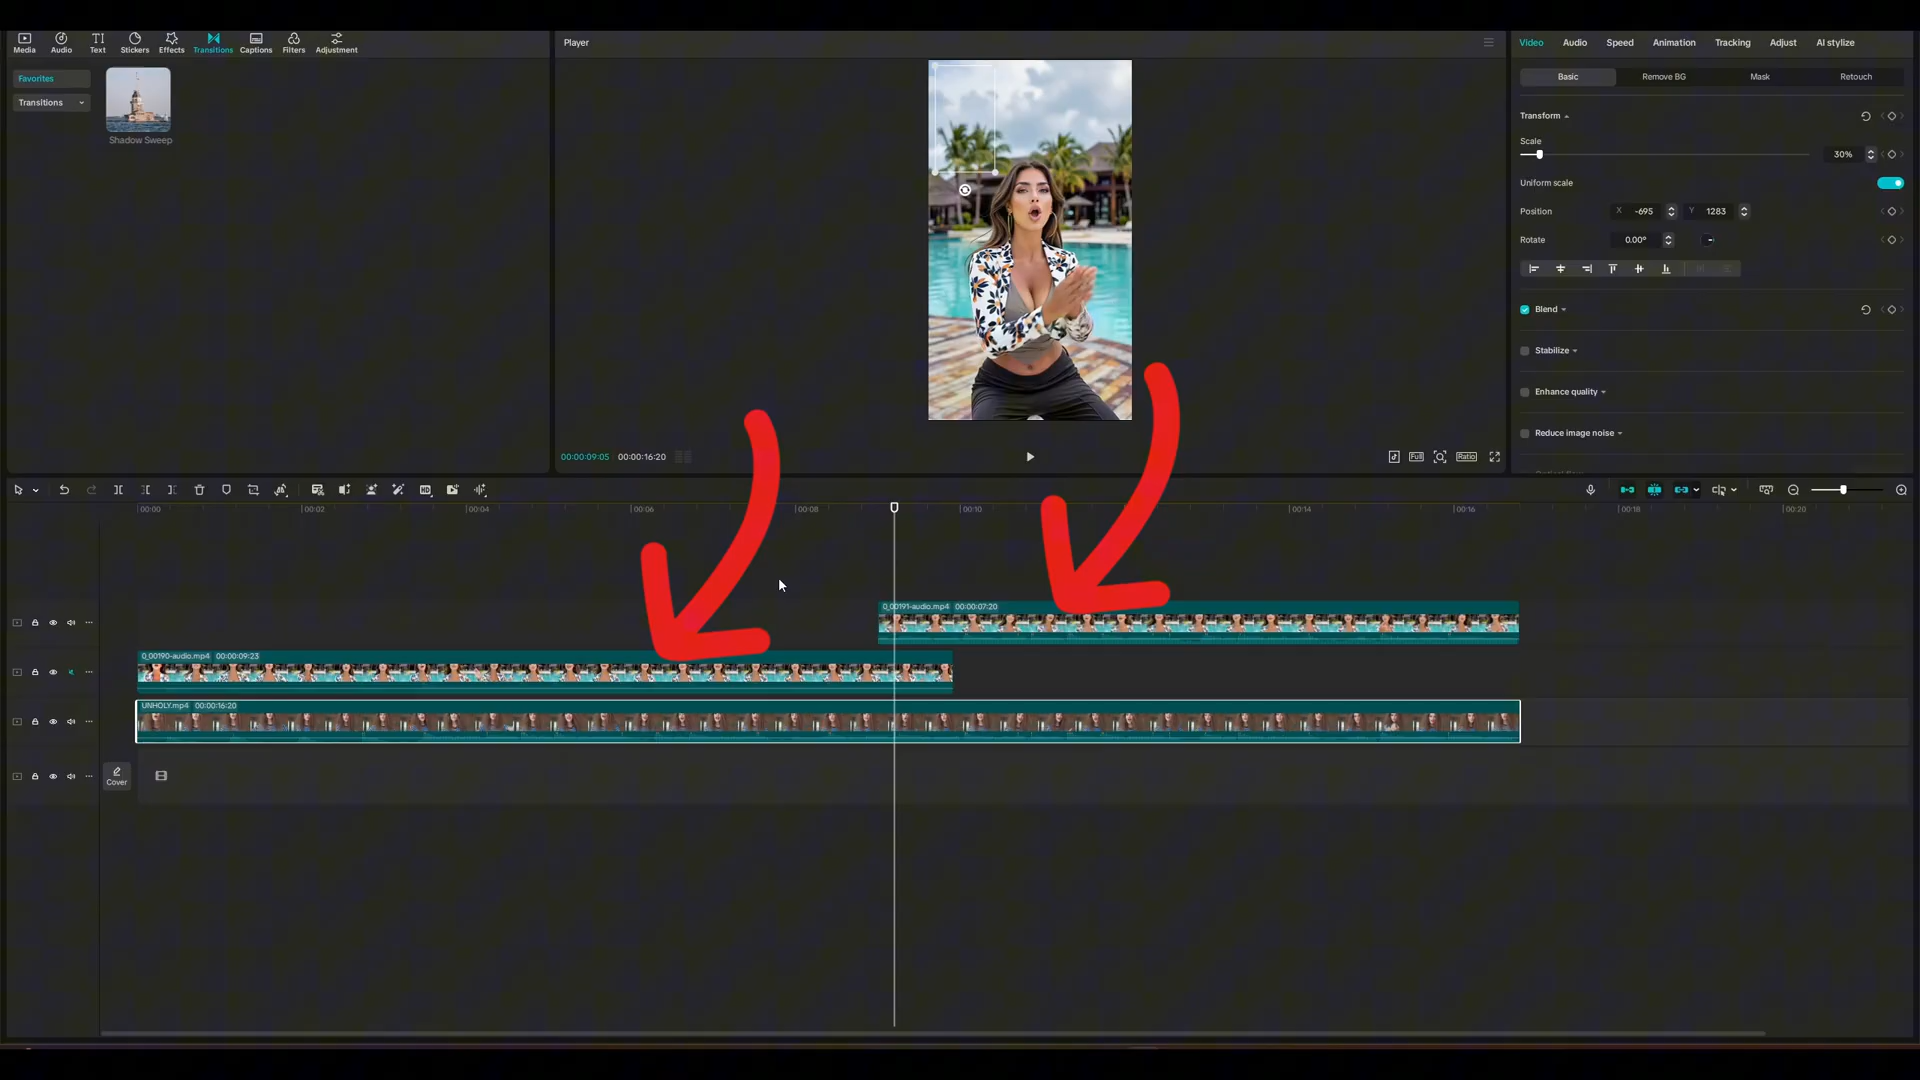 Media Audio Text Stickers Effects Transitions Captions Filters Adjustment
Favorites
Transitions
Shadow Sweep
Player
00:00:09:05 00:00:16:20
Full
Ratio
Video Audio Speed Animation Tracking Adjust AI stylize
Basic Remove BG Mask Retouch
Transform
Scale
30%
Uniform scale
Position X -695 Y 1283
Rotate 0.00°
Blend
Stabilize
Enhance quality
Reduce image noise
00:00 00:02 00:04 00:06 00:08 00:10 00:14 00:16 00:18 00:20
0_00191-audio.mp4 00:00:07:20
0_00190-audio.mp4 00:00:09:23
UNHOLY.mp4 00:00:16:20
Cover